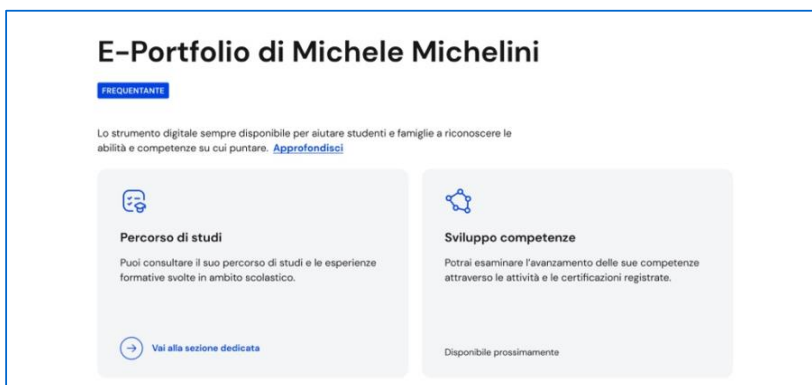 E-Portfolio di Michele Michelini
FREQUENTANTE
Lo strumento digitale sempre disponibile per aiutare studenti e famiglie a riconoscere le
abilità e competenze su cui puntare. Approfondisci
Percorso di studi
Puoi consultare il suo percorso di studi e le esperienze
formative svolte in ambito scolastico.
Vai alla sezione dedicata
Sviluppo competenze
Potrai esaminare l'avanzamento delle sue competenze
attraverso le attività e le certificazioni registrate.
Disponibile prossimamente